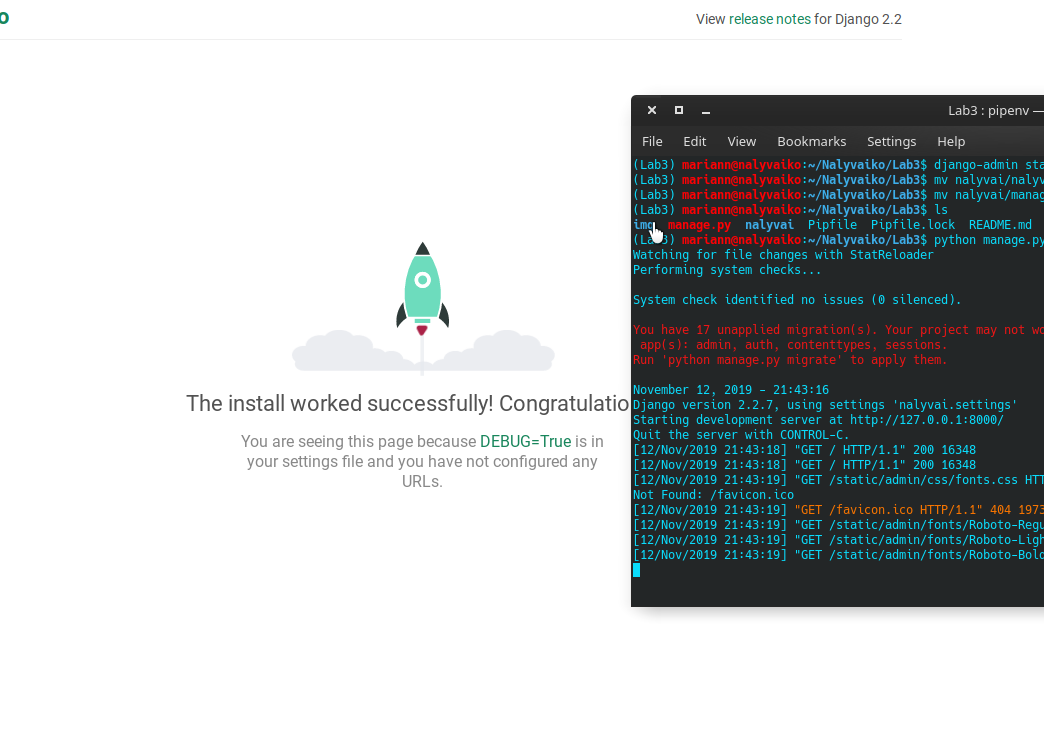 o
View release notes for Django 2.2
The install worked successfully! Congratulatio
You are seeing this page because DEBUG=True is in
your settings file and you have not configured any
URLs.
Lab3 : pipenv —
File Edit View Bookmarks Settings Help
(Lab3) mariann@nalyvaiko:~/Nalyvaiko/Lab3$ django-admin sta
(Lab3) mariann@nalyvaiko:~/Nalyvaiko/Lab3$ mv nalyvai/nalyv
(Lab3) mariann@nalyvaiko:~/Nalyvaiko/Lab3$ mv nalyvai/manag
(Lab3) mariann@nalyvaiko:~/Nalyvaiko/Lab3$ ls
manage.py nalyvai Pipfile Pipfile.lock README.md
(Lab3) mariann@nalyvaiko:~/Nalyvaiko/Lab3$ python manage.py
Watching for file changes with StatReloader
Performing system checks...
System check identified no issues (0 silenced).
You have 17 unapplied migration(s). Your project may not wo
app(s): admin, auth, contenttypes, sessions.
Run 'python manage.py migrate' to apply them.
November 12, 2019 - 21:43:16
Django version 2.2.7, using settings 'nalyvai.settings'
Starting development server at http://127.0.0.1:8000/
Quit the server with CONTROL-C.
[12/Nov/2019 21:43:18] "GET / HTTP/1.1" 200 16348
[12/Nov/2019 21:43:18] "GET / HTTP/1.1" 200 16348
[12/Nov/2019 21:43:19] "GET /static/admin/css/fonts.css HTT
Not Found: /favicon.ico
[12/Nov/2019 21:43:19] "GET /favicon.ico HTTP/1.1" 404 1973
[12/Nov/2019 21:43:19] "GET /static/admin/fonts/Roboto-Regu
[12/Nov/2019 21:43:19] "GET /static/admin/fonts/Roboto-Ligh
[12/Nov/2019 21:43:19] "GET /static/admin/fonts/Roboto-Bold